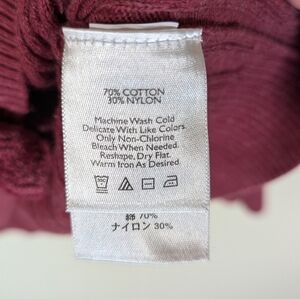 70% COTTON
30% NYLON
Machine Wash Cold
Delicate With Like Colors.
Only Non-Chlorine
Bleach When Needed.
Reshape, Dry Flat.
Warm Iron As Desired.
綿 70%
ナイロン 30%